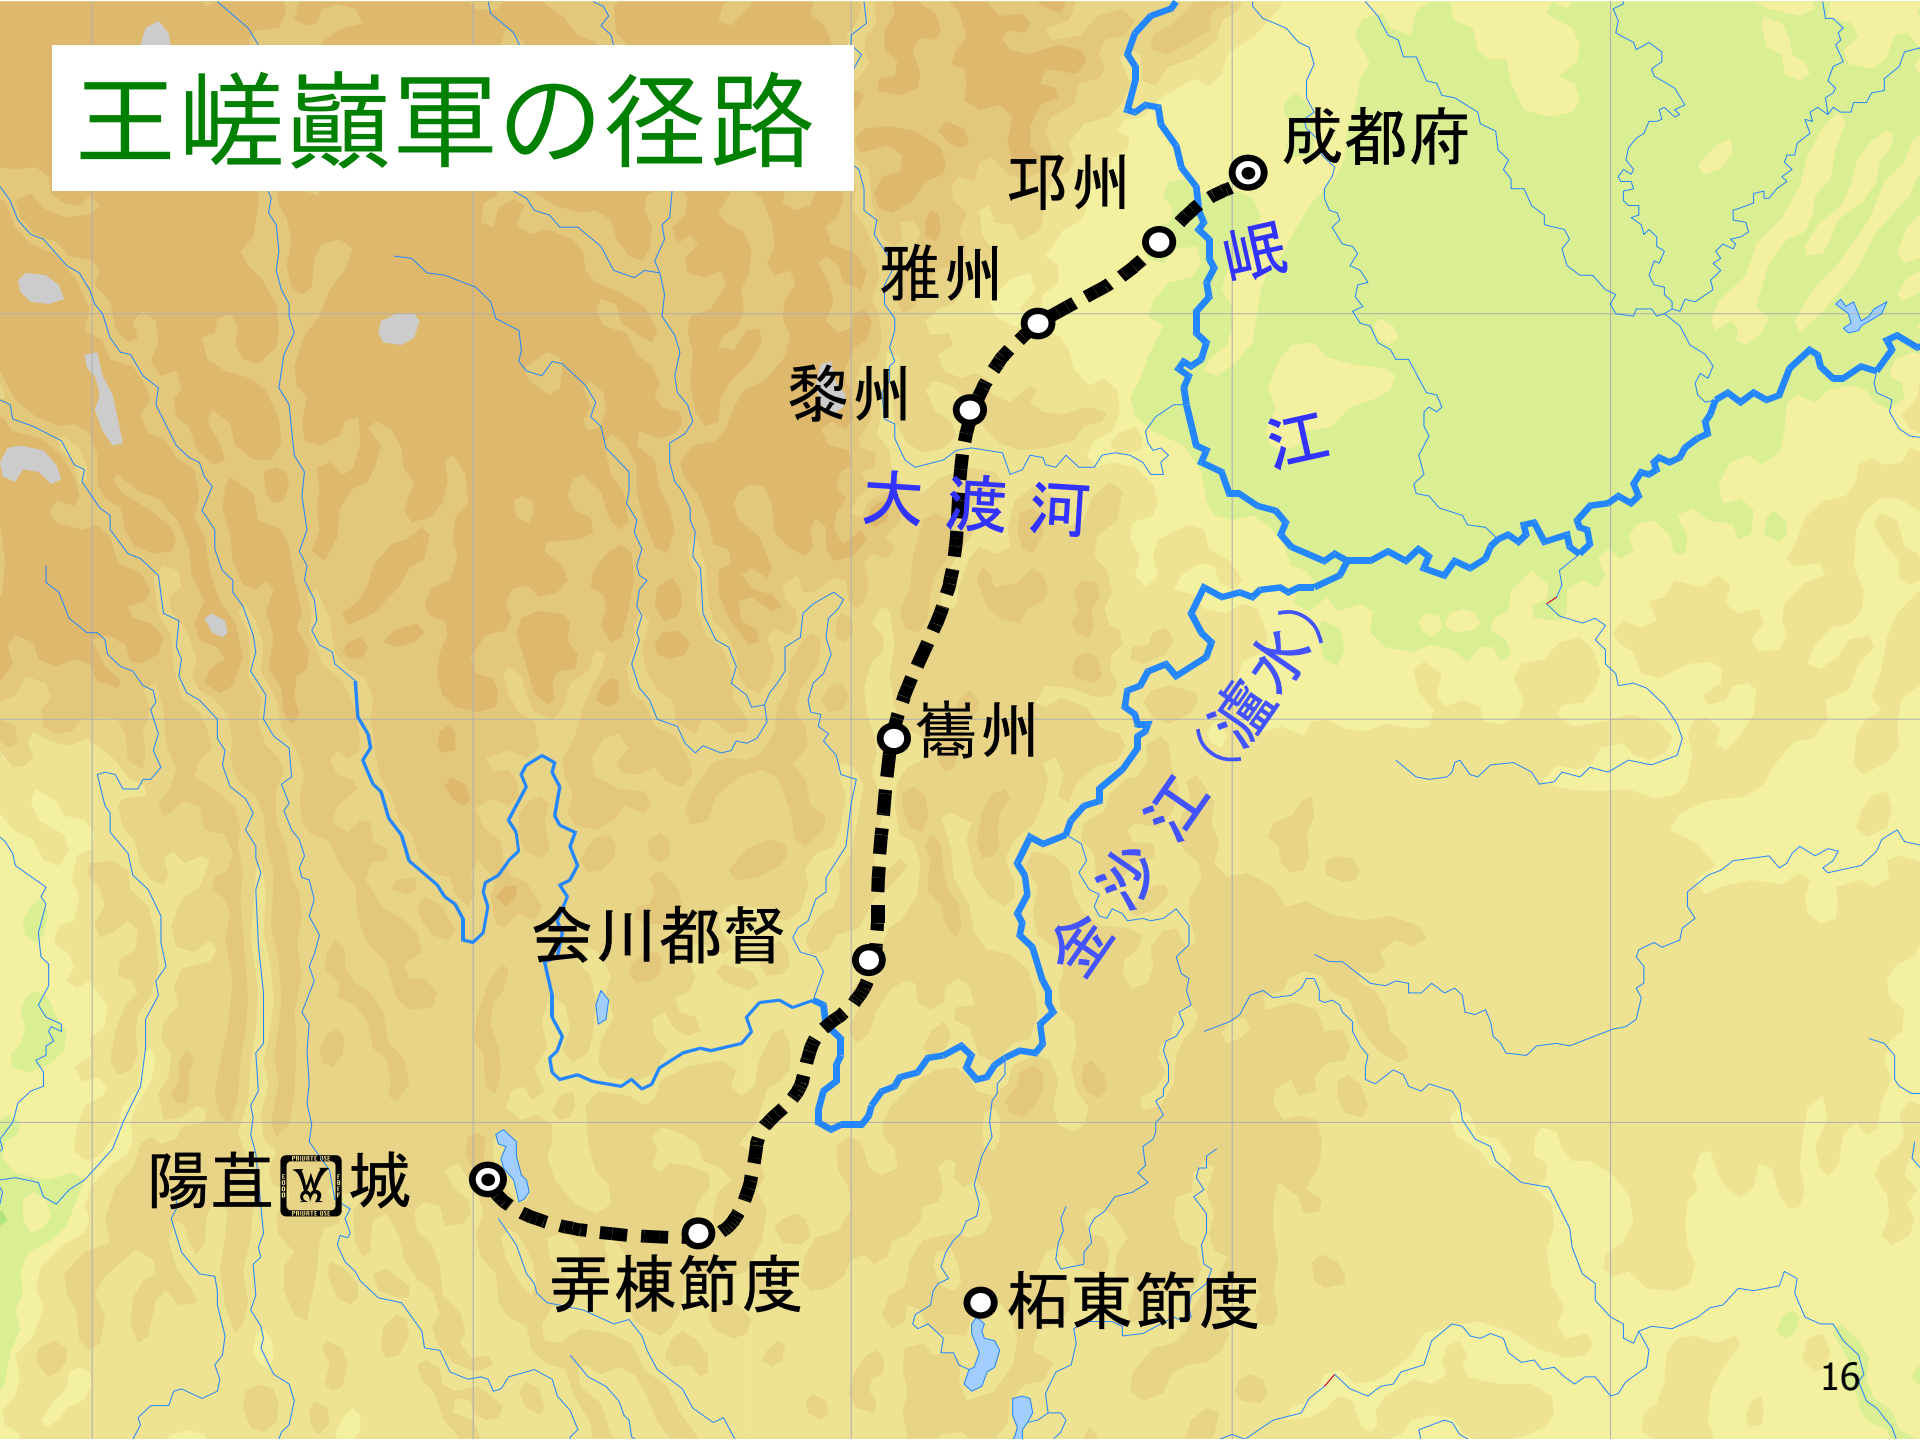 王嵯巓軍の径路
成都府
邛州
岷
雅州
黎州
江
大渡河
金沙江(瀘水)
巂州
会川都督
陽苴 城
弄棟節度
柘東節度
16